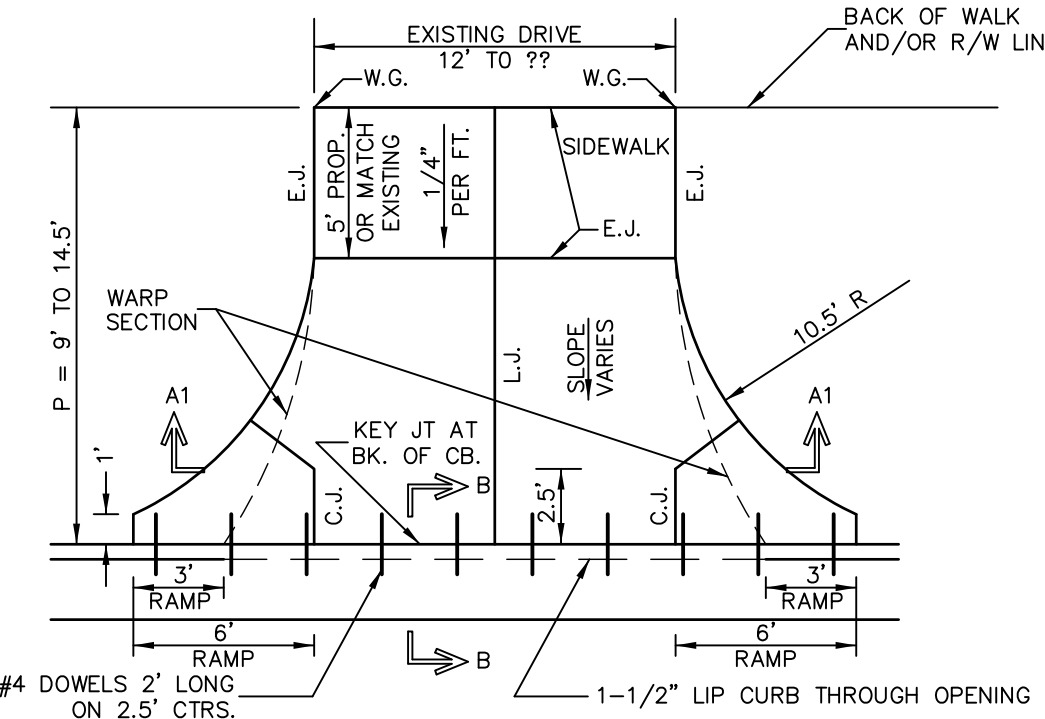 BACK OF WALK
AND/OR R/W LIN
EXISTING DRIVE
12' TO ??
W.G.
W.G.
E.J.
5' PROP.
OR MATCH
EXISTING
1/4"
PER FT.
SIDEWALK
E.J.
E.J.
P = 9' TO 14.5'
WARP
SECTION
10.5' R
SLOPE
VARIES
L.J.
A1
A1
KEY JT AT
BK. OF CB.
1'
B
C.J.
2.5'
C.J.
3'
RAMP
3'
RAMP
6'
RAMP
6'
RAMP
B
#4 DOWELS 2' LONG
ON 2.5' CTRS.
1-1/2" LIP CURB THROUGH OPENING